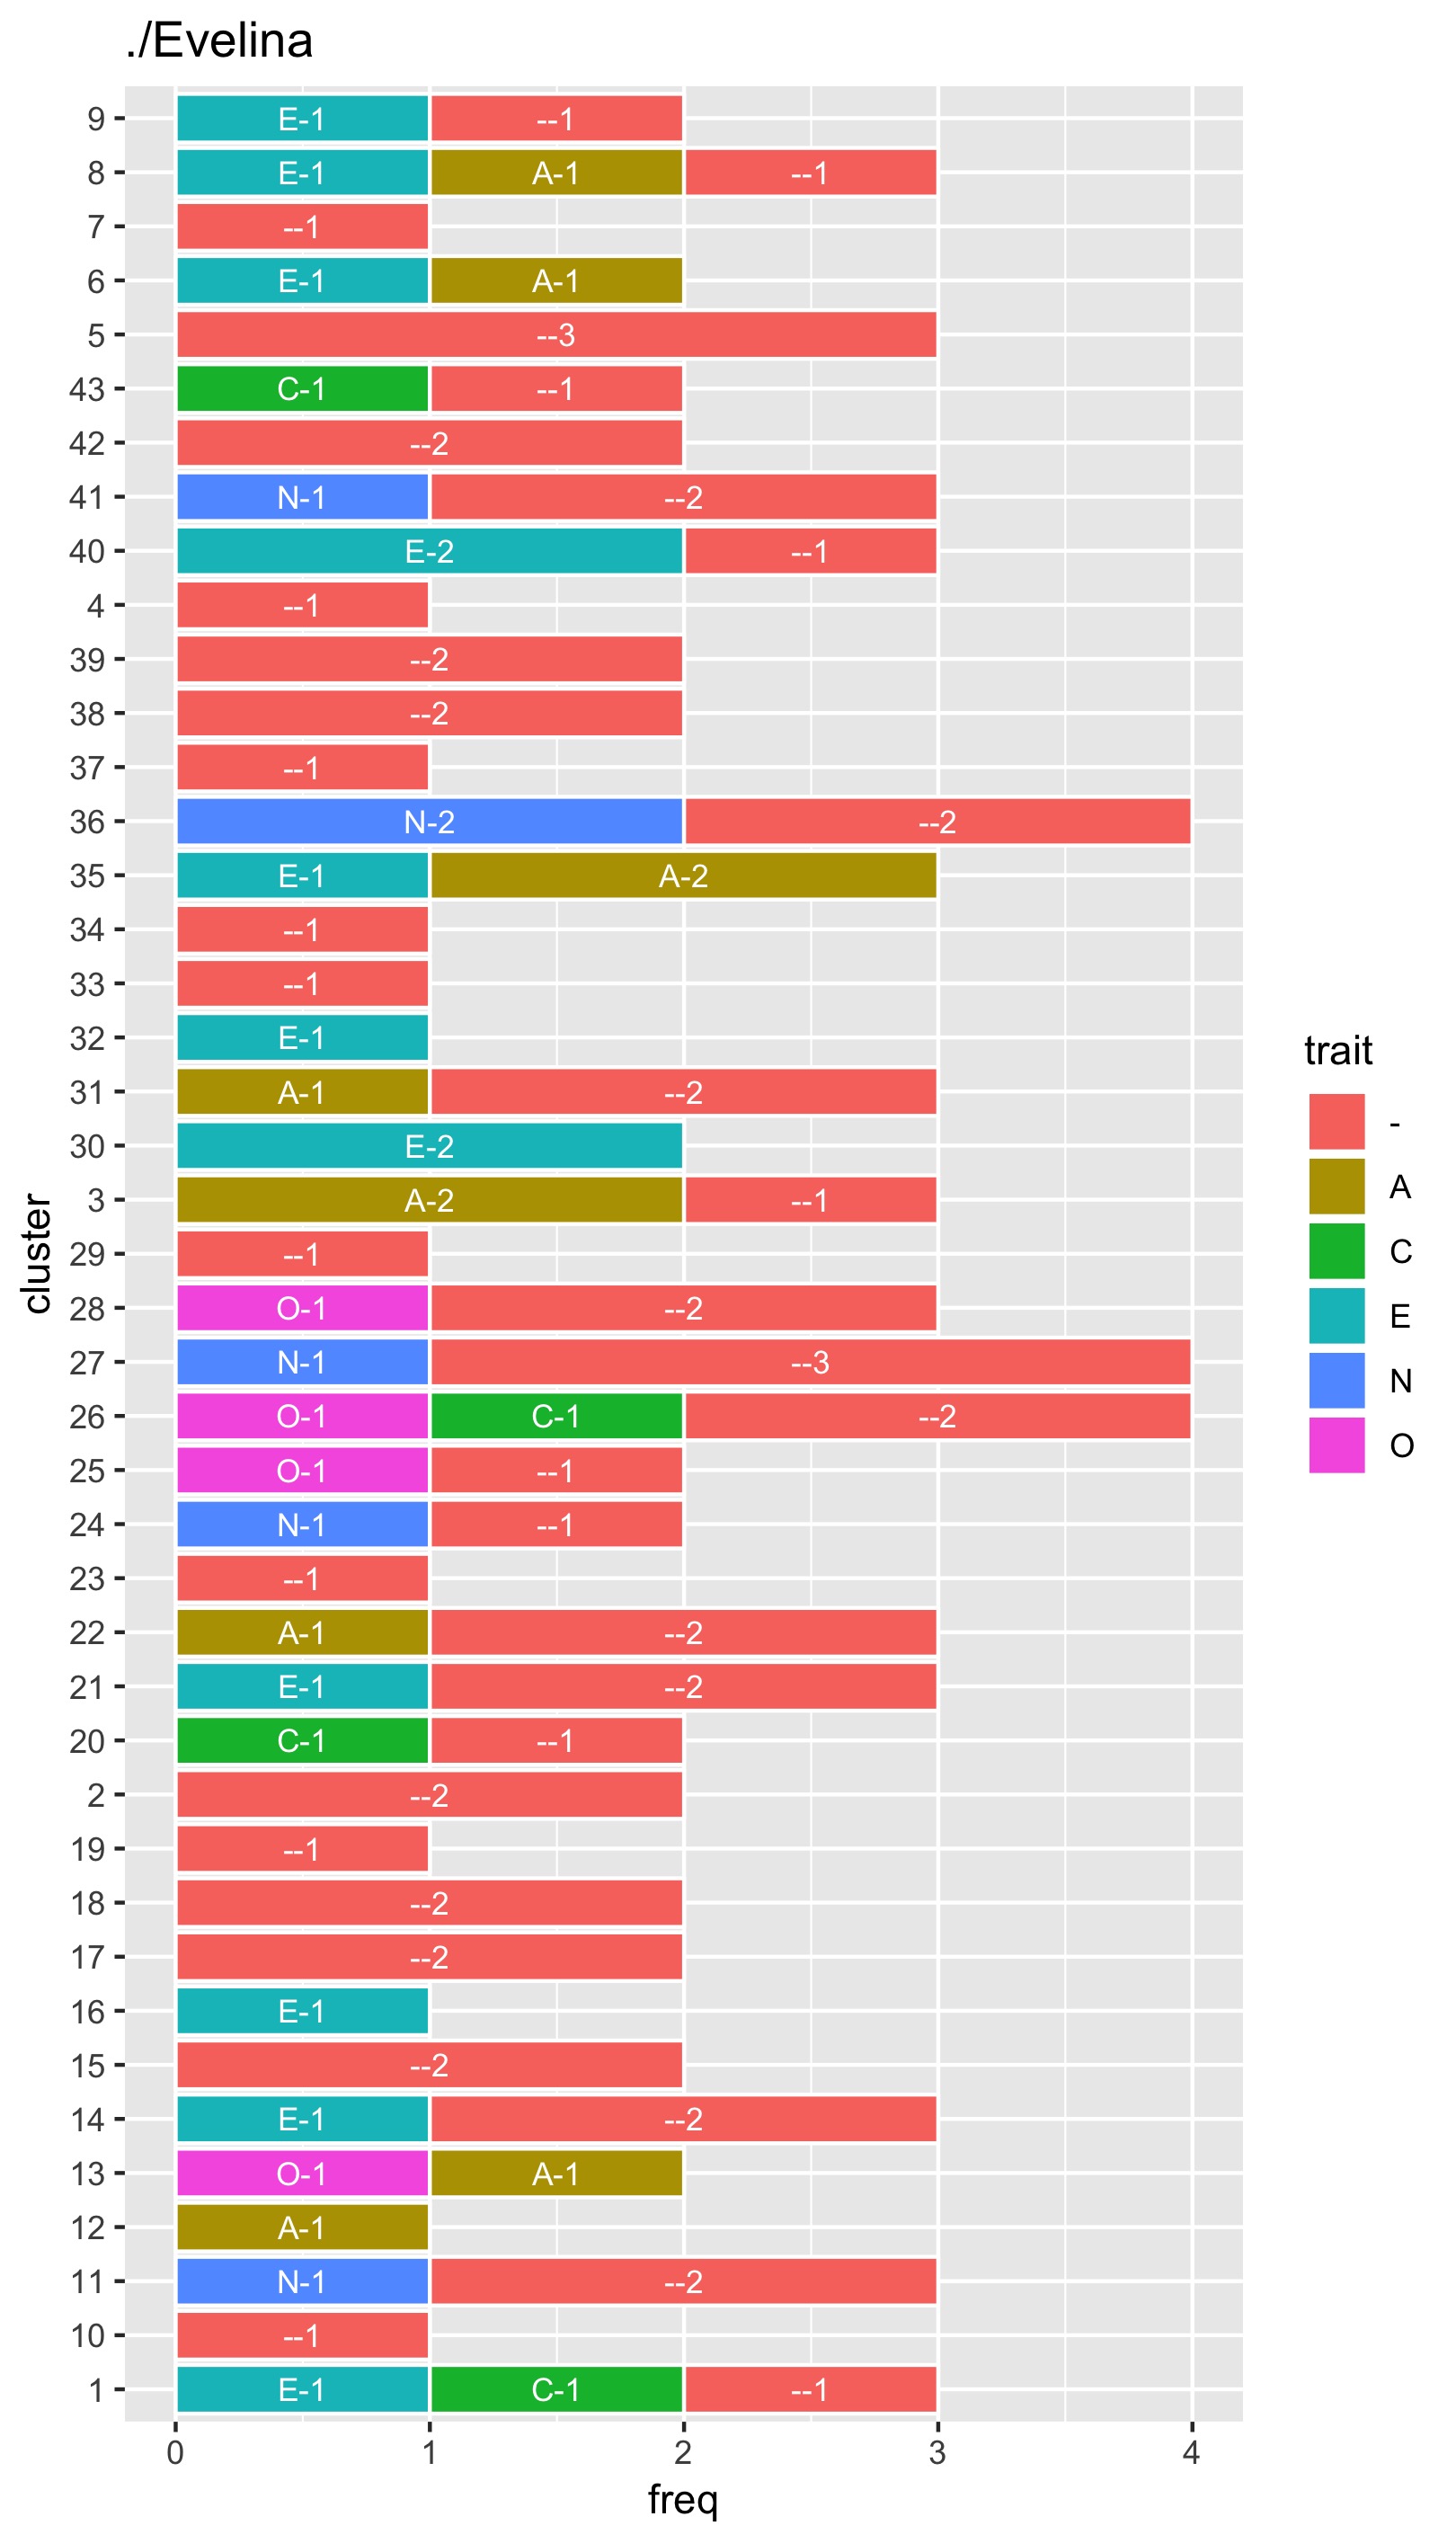 ./Evelina
9 E-1 --1
8 E-1 A-1 --1
7 --1
6 E-1 A-1
5 --3
43 C-1 --1
42 --2
41 N-1 --2
40 E-2 --1
4 --1
39 --2
38 --2
37 --1
36 N-2 --2
35 E-1 A-2
34 --1
33 --1
32 E-1
31 A-1 --2
30 E-2
3 A-2 --1
29 --1
28 O-1 --2
27 N-1 --3
26 O-1 C-1 --2
25 O-1 --1
24 N-1 --1
23 --1
22 A-1 --2
21 E-1 --2
20 C-1 --1
2 --2
19 --1
18 --2
17 --2
16 E-1
15 --2
14 E-1 --2
13 O-1 A-1
12 A-1
11 N-1 --2
10 --1
1 E-1 C-1 --1
0 1 2 3 4
freq
cluster
trait
-
A
C
E
N
O